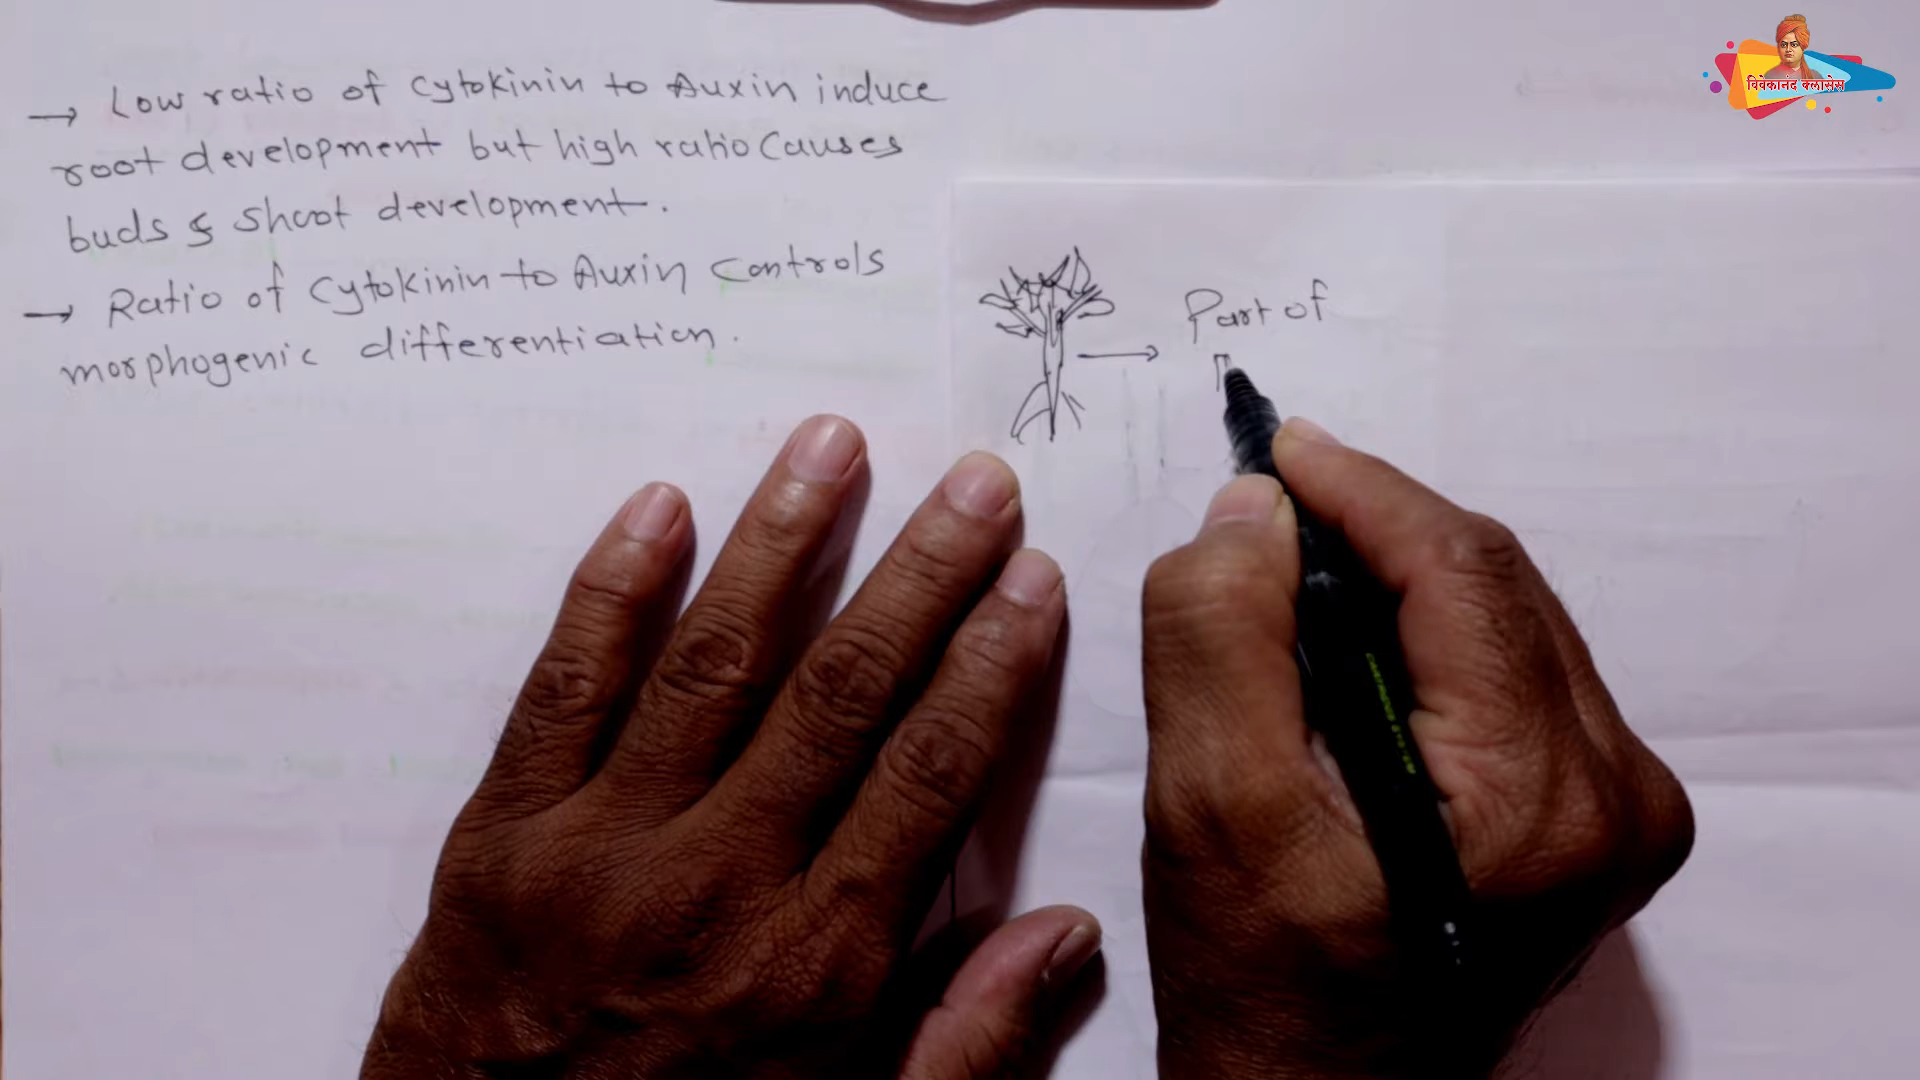 → Low ratio of cytokinin to Auxin induce
root development but high ratio causes
buds & shoot development.
→ Ratio of cytokinin to Auxin controls
morphogenic differentiation.
→ Part of
विवेकानंद क्लासेस